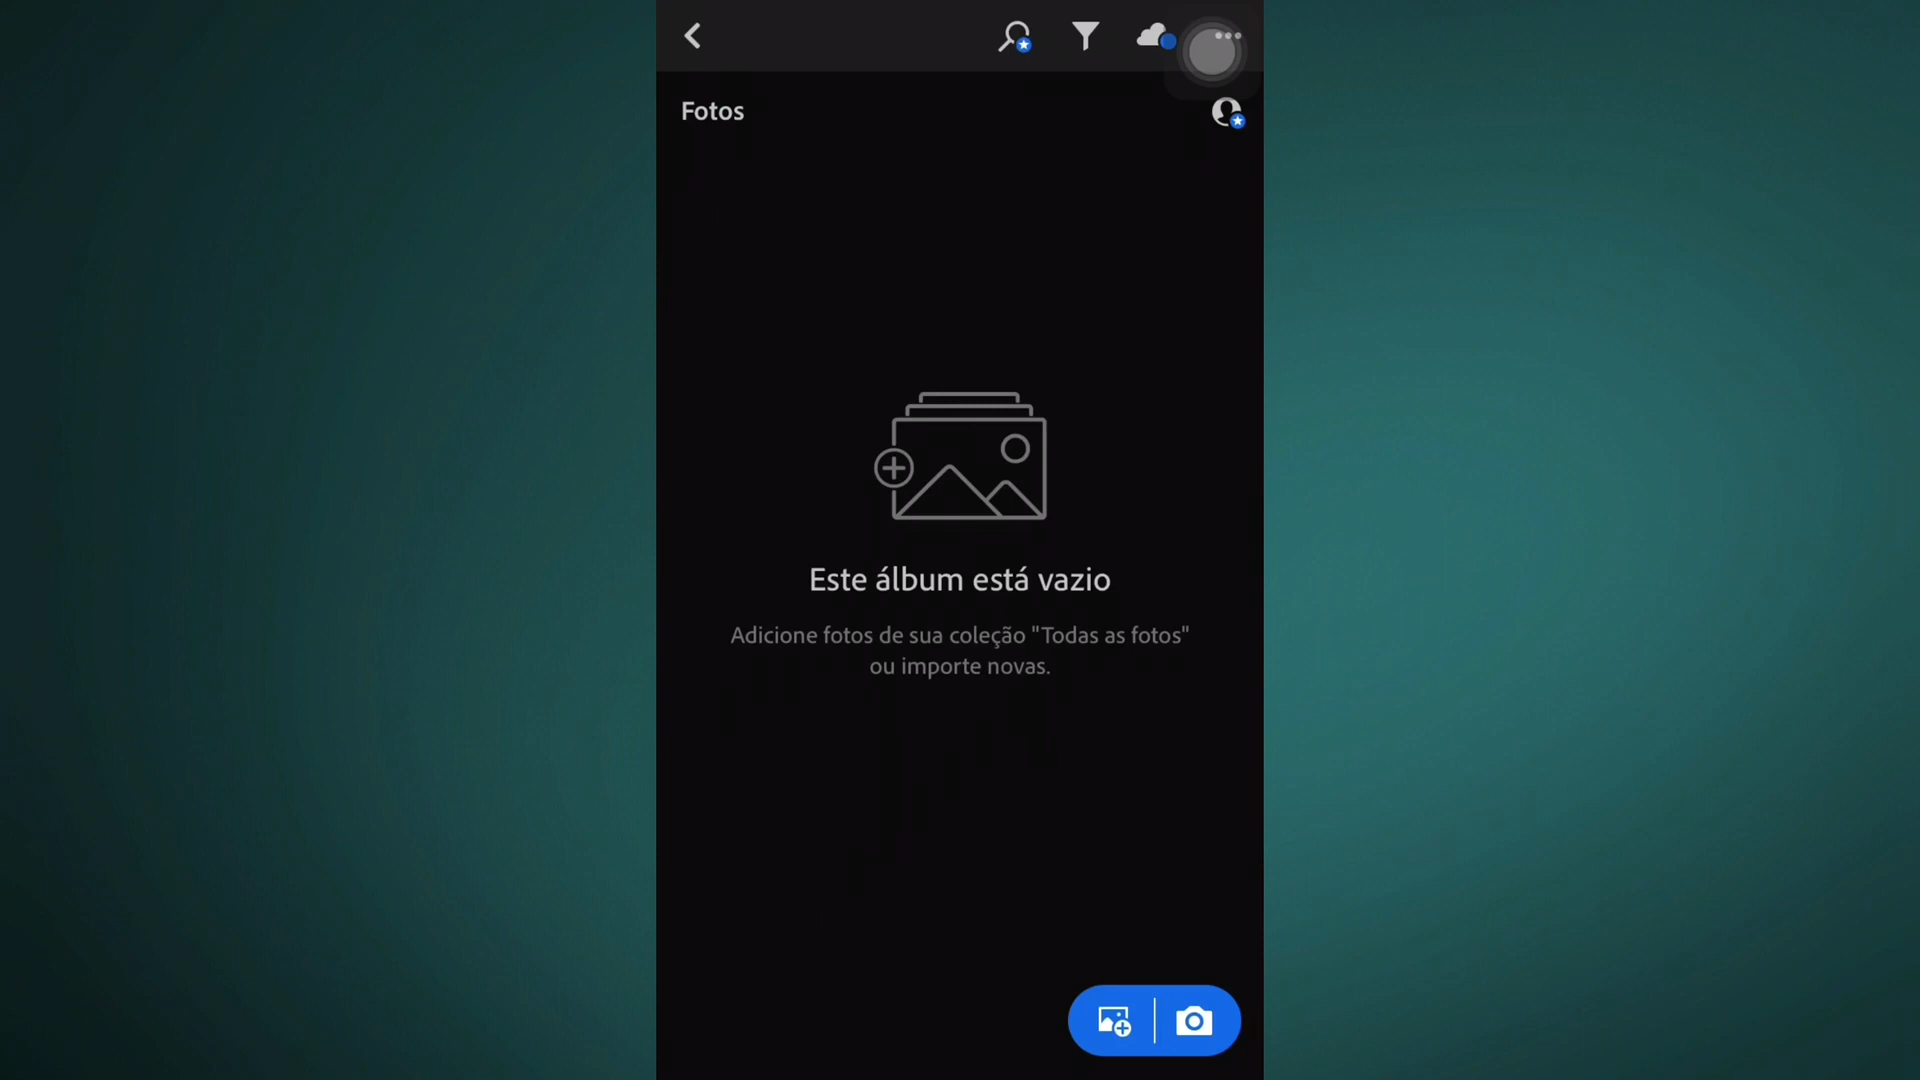 Fotos
Este álbum está vazio
Adicione fotos de sua coleção "Todas as fotos"
ou importe novas.